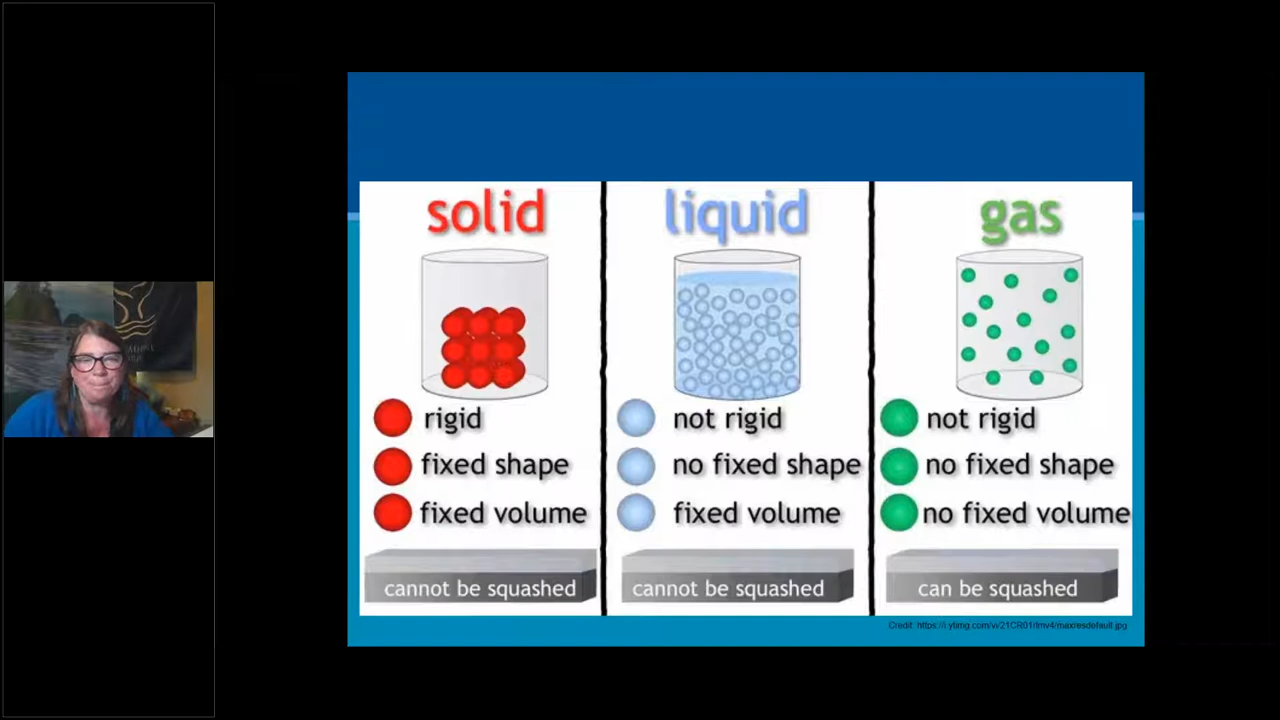 solid
rigid
fixed shape
fixed volume
cannot be squashed
liquid
not rigid
no fixed shape
fixed volume
cannot be squashed
gas
not rigid
no fixed shape
no fixed volume
can be squashed